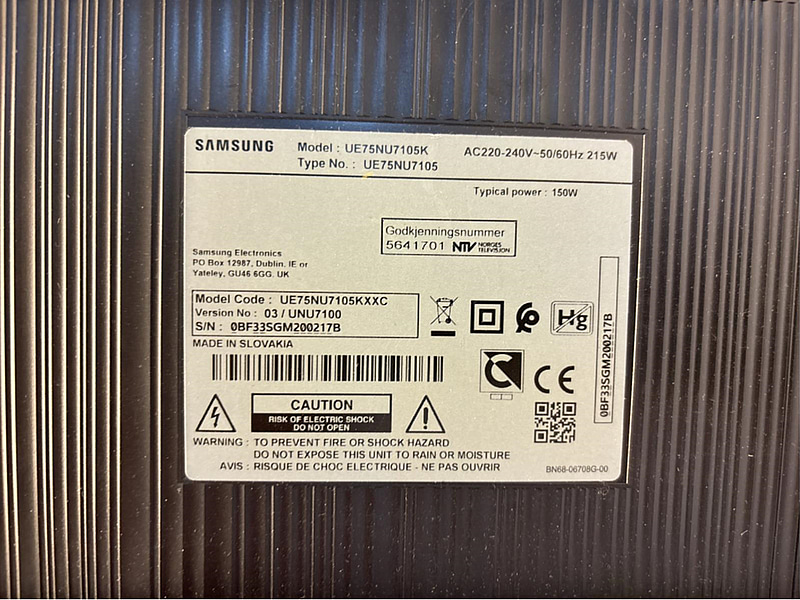 SAMSUNG
Model : UE75NU7105K
Type No. : UE75NU7105
AC220-240V~50/60Hz 215W
Typical power : 150W
Godkjenningsnummer
5641701 NTV NORGES TELEVISJON
Samsung Electronics
PO Box 12987, Dublin. IE or
Yateley, GU46 6GG. UK
Model Code : UE75NU7105KXXC
Version No : 03 / UNU7100
S/N : 0BF33SGM200217B
MADE IN SLOVAKIA
Hg
0BF33SGM200217B
CE
CAUTION
RISK OF ELECTRIC SHOCK
DO NOT OPEN
WARNING : TO PREVENT FIRE OR SHOCK HAZARD
DO NOT EXPOSE THIS UNIT TO RAIN OR MOISTURE
AVIS : RISQUE DE CHOC ELECTRIQUE - NE PAS OUVRIR
BN68-06708G-00